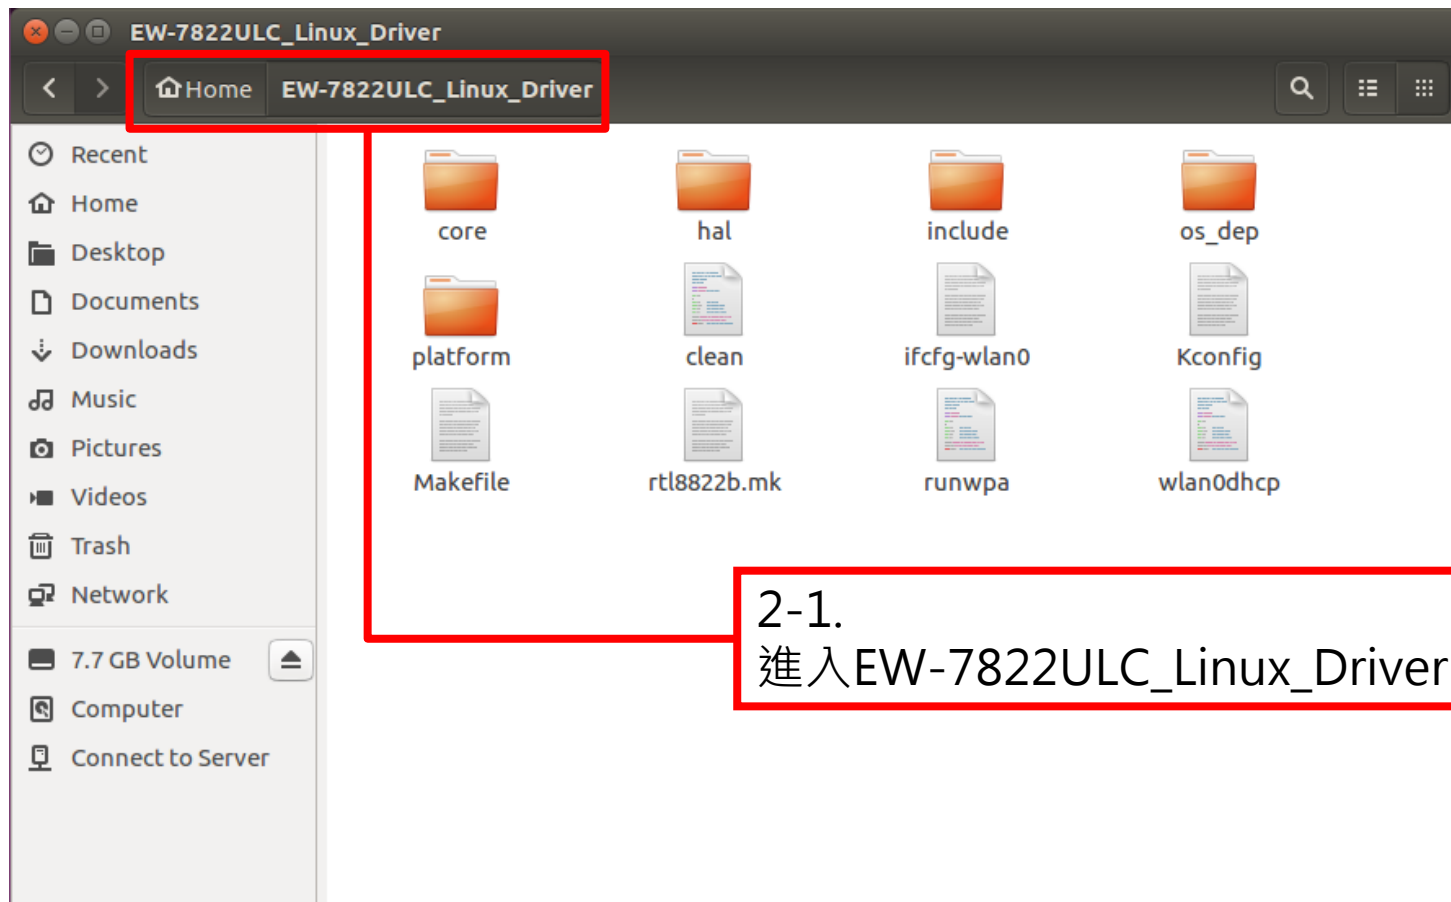 EW-7822ULC_Linux_Driver
Home EW-7822ULC_Linux_Driver
Recent
Home
Desktop
Documents
Downloads
Music
Pictures
Videos
Trash
Network
7.7 GB Volume
Computer
Connect to Server
core hal include os_dep
platform clean ifcfg-wlan0 Kconfig
Makefile rtl8822b.mk runwpa wlan0dhcp
2-1.
進入EW-7822ULC_Linux_Driver